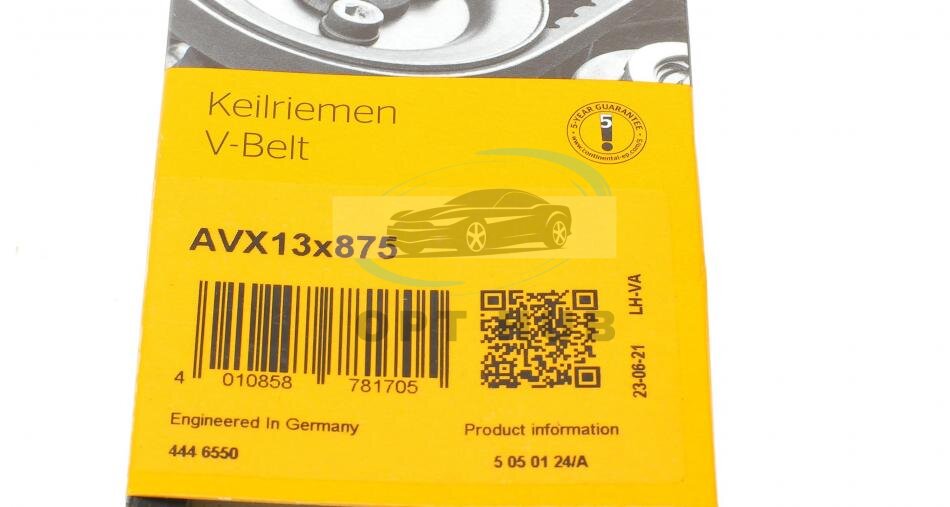 Keilriemen
V-Belt
5-YEAR GUARANTEE
5
www.continental-ep.com/5
AVX13x875
LH-VA
23-06-21
4 010858 781705
Engineered In Germany
444 6550
Product information
5 05 01 24/A